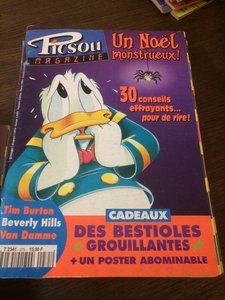 Picsou
MAGAZINE
Un Noël
monstrueux!
30 conseils
effrayants...
pour de rire!
Tim Burton
Beverly Hills
Van Damme
CADEAUX
DES BESTIOLES
GROUILLANTES
+ UN POSTER ABOMINABLE